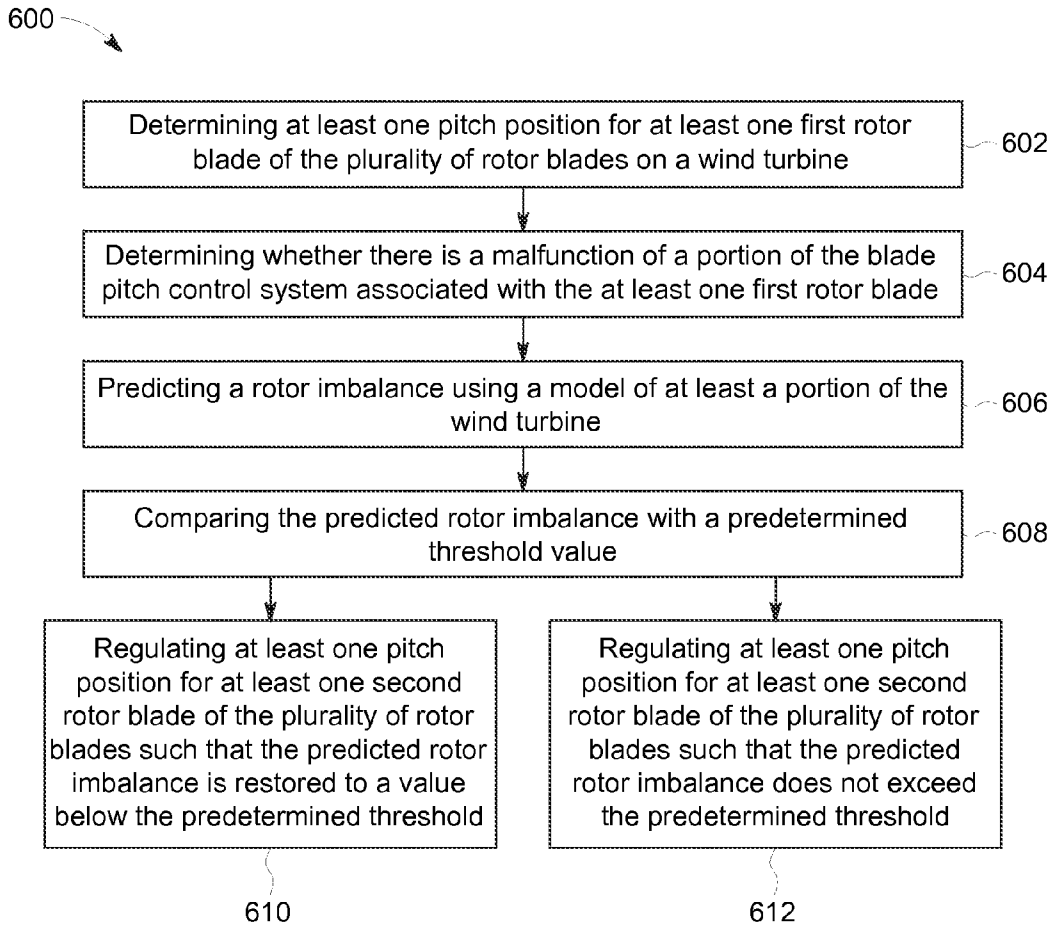 600
Determining at least one pitch position for at least one first rotor
blade of the plurality of rotor blades on a wind turbine
602
Determining whether there is a malfunction of a portion of the blade
pitch control system associated with the at least one first rotor blade
604
Predicting a rotor imbalance using a model of at least a portion of the
wind turbine
606
Comparing the predicted rotor imbalance with a predetermined
threshold value
608
Regulating at least one pitch
position for at least one second
rotor blade of the plurality of rotor
blades such that the predicted rotor
imbalance is restored to a value
below the predetermined threshold
610
Regulating at least one pitch
position for at least one second
rotor blade of the plurality of rotor
blades such that the predicted
rotor imbalance does not exceed
the predetermined threshold
612